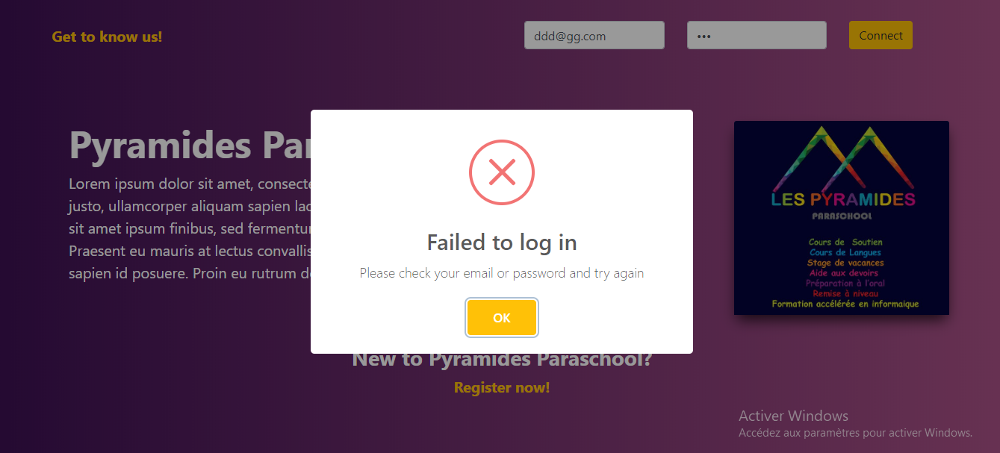 Get to know us!
ddd@gg.com
•••
Connect
Pyramides Par
Lorem ipsum dolor sit amet, consecte
justo, ullamcorper aliquam sapien lac
sit amet ipsum finibus, sed fermentur
Praesent eu mauris at lectus convallis
sapien id posuere. Proin eu rutrum d
Failed to log in
Please check your email or password and try again
OK
LES PYRAMIDES
PARASCHOOL
Cours de Soutien
Cours de Langues
Stage de vacances
Aide aux devoirs
Préparation à l'oral
Remise à niveau
Formation accélérée en informaique
New to Pyramides Paraschool?
Register now!
Activer Windows
Accédez aux paramètres pour activer Windows.